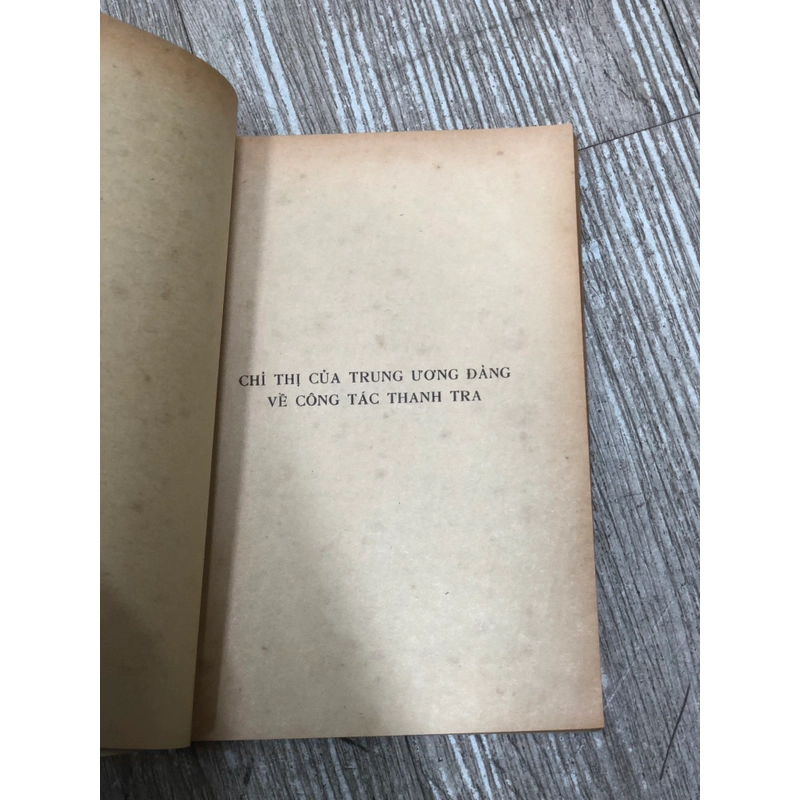 CHỈ THỊ CỦA TRUNG ƯƠNG ĐẢNG
VỀ CÔNG TÁC THANH TRA